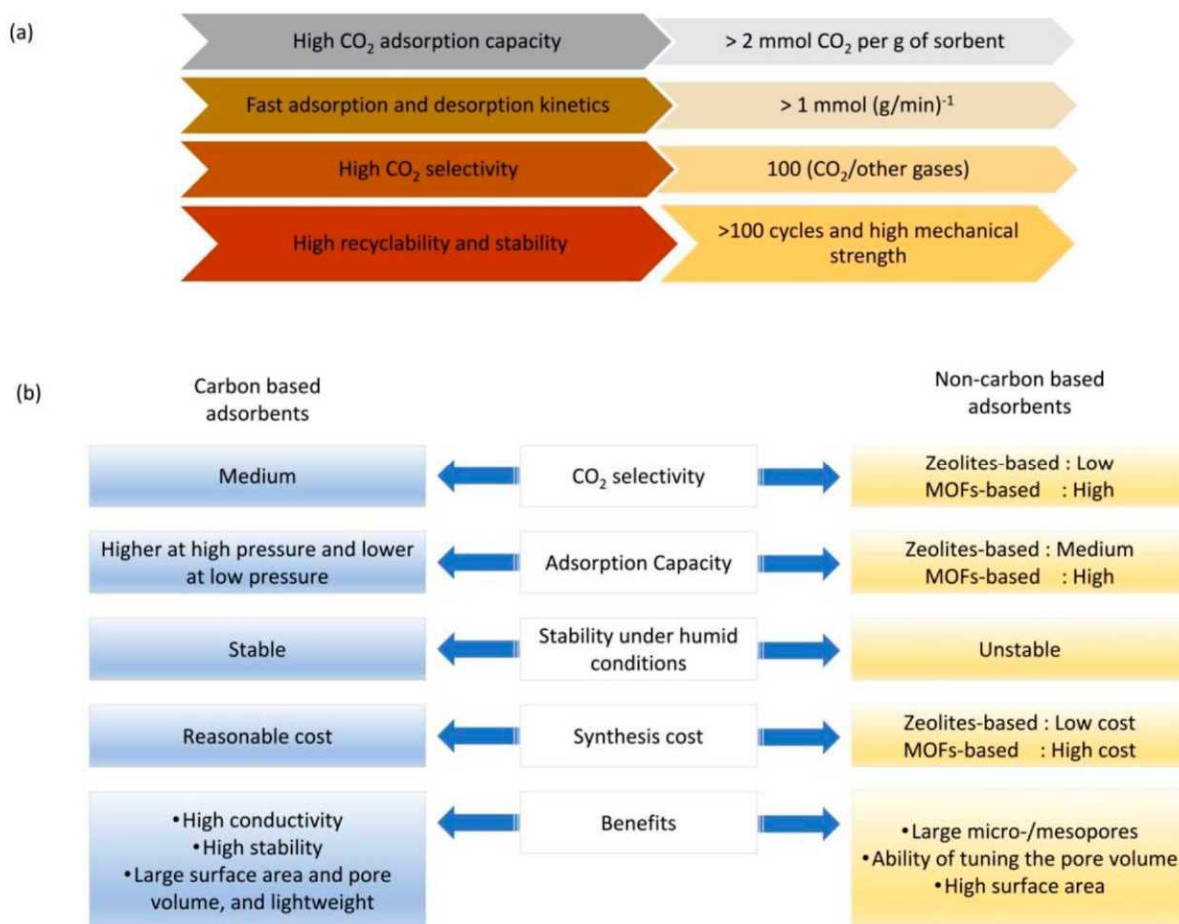 (a)
High CO₂ adsorption capacity
> 2 mmol CO₂ per g of sorbent
Fast adsorption and desorption kinetics
> 1 mmol (g/min)⁻¹
High CO₂ selectivity
100 (CO₂/other gases)
High recyclability and stability
>100 cycles and high mechanical
strength
(b)
Carbon based
adsorbents
Non-carbon based
adsorbents
Medium
CO₂ selectivity
Zeolites-based : Low
MOFs-based : High
Higher at high pressure and lower
at low pressure
Adsorption Capacity
Zeolites-based : Medium
MOFs-based : High
Stable
Stability under humid
conditions
Unstable
Reasonable cost
Synthesis cost
Zeolites-based : Low cost
MOFs-based : High cost
•High conductivity
•High stability
•Large surface area and pore
volume, and lightweight
Benefits
•Large micro-/mesopores
•Ability of tuning the pore volume
•High surface area